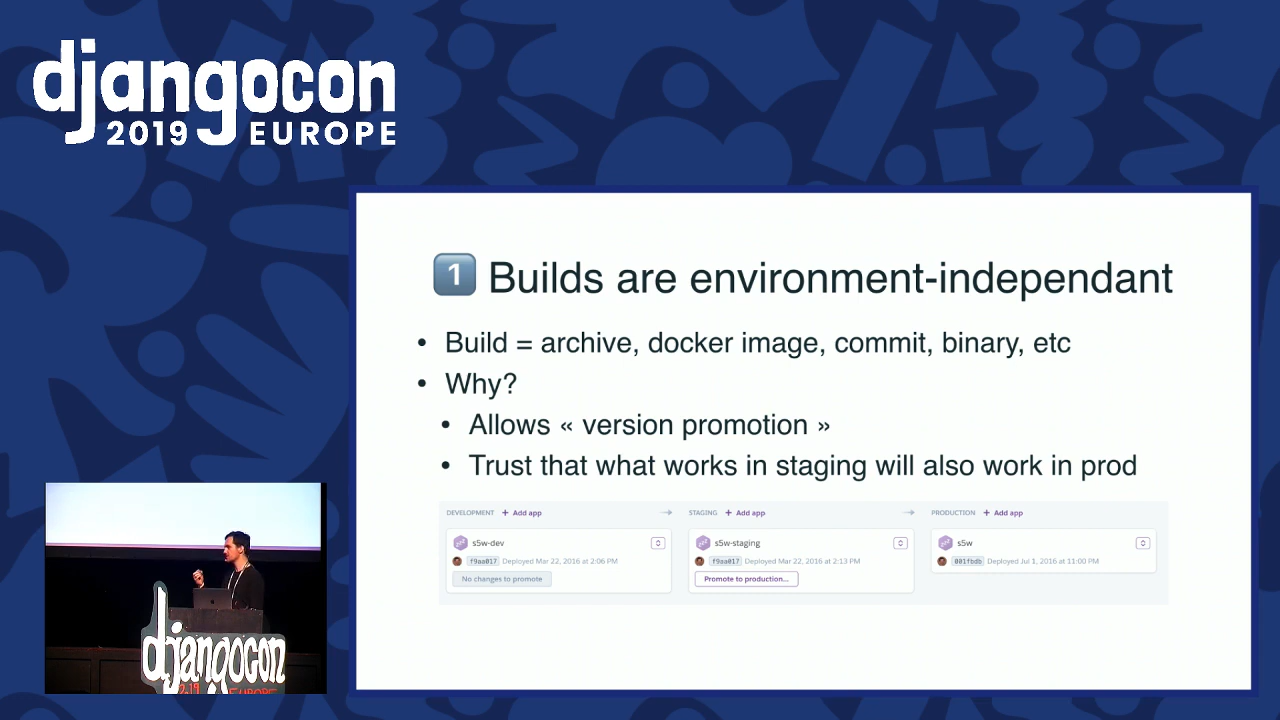 djangocon
2019 EUROPE
1 Builds are environment-independant
• Build = archive, docker image, commit, binary, etc
• Why?
• Allows « version promotion »
• Trust that what works in staging will also work in prod
DEVELOPMENT + Add app → STAGING + Add app → PRODUCTION + Add app
s5w-dev s5w-staging s5w
f9aa017 Deployed Mar 22, 2016 at 2:06 PM f9aa017 Deployed Mar 22, 2016 at 2:13 PM 001fbdb Deployed Jul 1, 2016 at 11:00 PM
No changes to promote Promote to production...
djangocon
2019 EUROPE